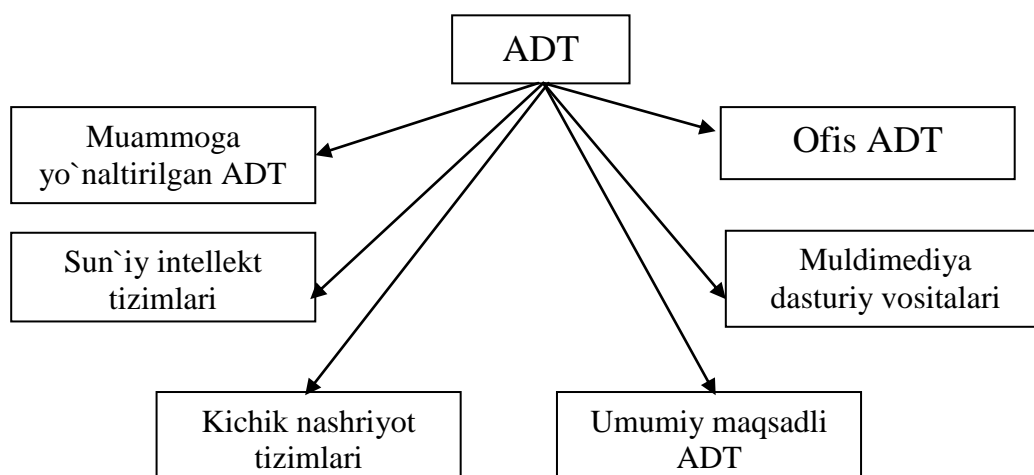 ADT
Muammoga
yo`naltirilgan ADT
Ofis ADT
Sun`iy intellekt
tizimlari
Muldimediya
dasturiy vositalari
Kichik nashriyot
tizimlari
Umumiy maqsadli
ADT